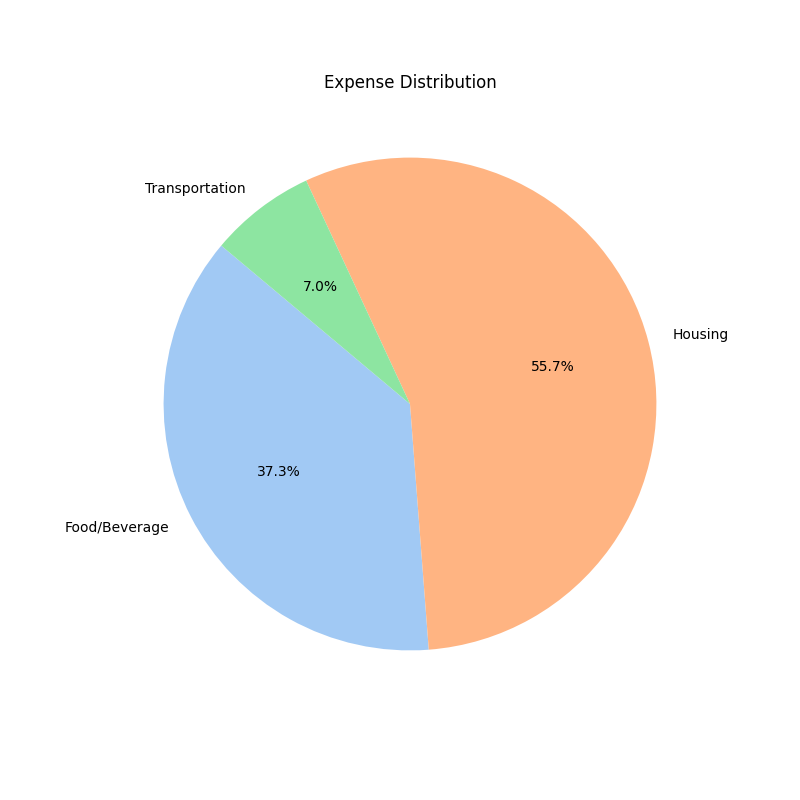 Expense Distribution
Transportation
7.0%
Housing
55.7%
37.3%
Food/Beverage